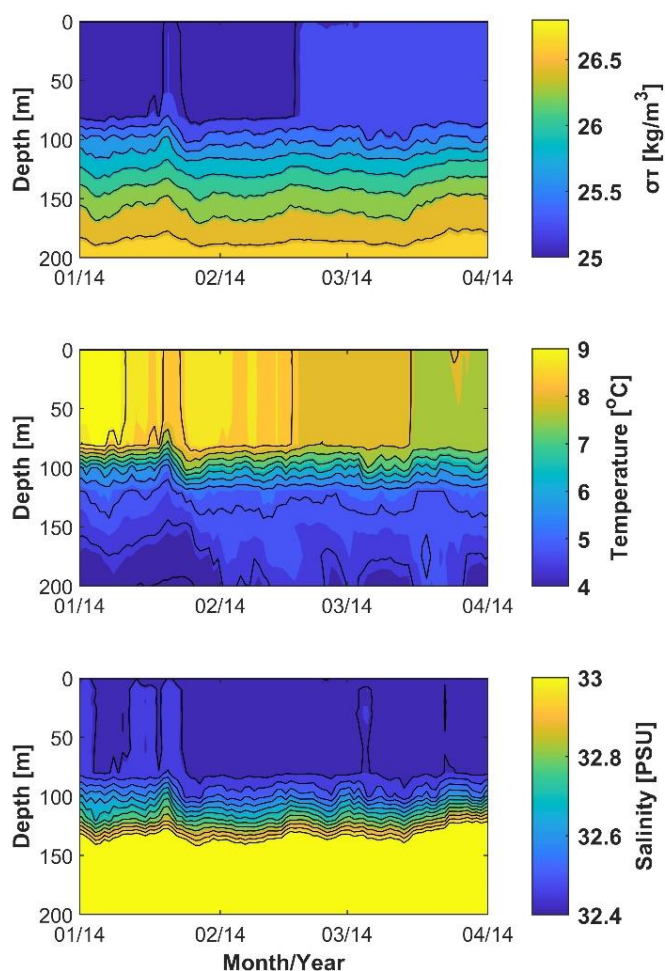 0
50
100
150
200
Depth [m]
01/14 02/14 03/14 04/14
26.5
26
25.5
25
στ [kg/m³]
0
50
100
150
200
Depth [m]
01/14 02/14 03/14 04/14
9
8
7
6
5
4
Temperature [°C]
0
50
100
150
200
Depth [m]
01/14 02/14 03/14 04/14
Month/Year
33
32.8
32.6
32.4
Salinity [PSU]